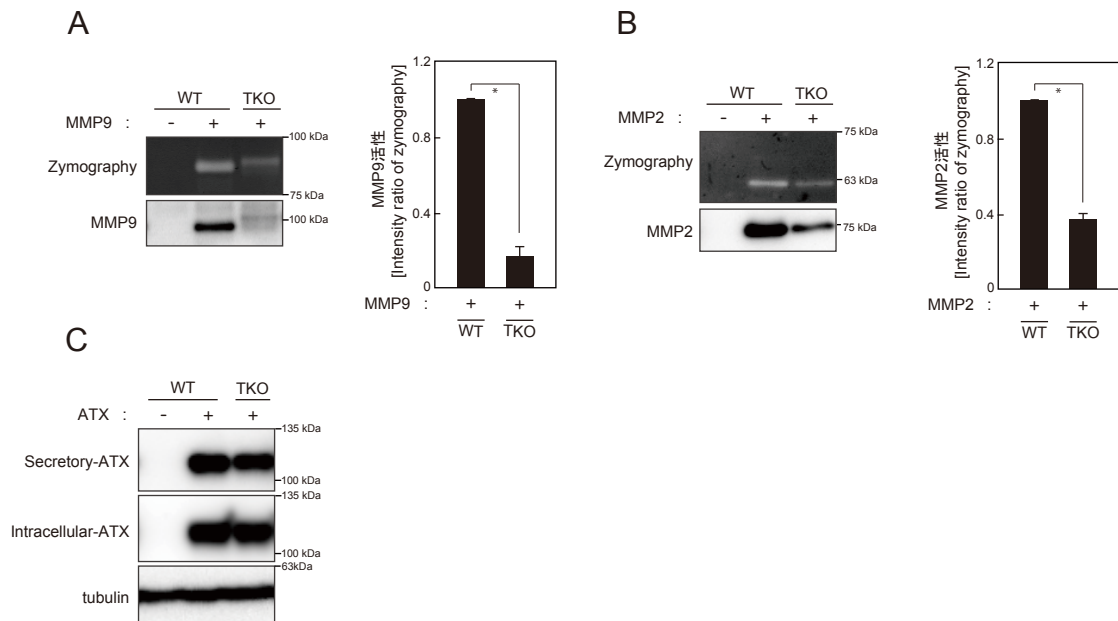 A
WT TKO
MMP9 : - + +
100 kDa
Zymography
75 kDa
100 kDa
MMP9
MMP9活性
[Intensity ratio of zymography]
1.2
*
0.8
0.4
0
MMP9 : + +
WT TKO
B
WT TKO
MMP2 : - + +
75 kDa
Zymography
63 kDa
MMP2
75 kDa
MMP2活性
[Intensity ratio of zymography]
1.2
*
0.8
0.4
0
MMP2 : + +
WT TKO
C
WT TKO
ATX : - + +
135 kDa
Secretory-ATX
100 kDa
135 kDa
Intracellular-ATX
100 kDa
63kDa
tubulin